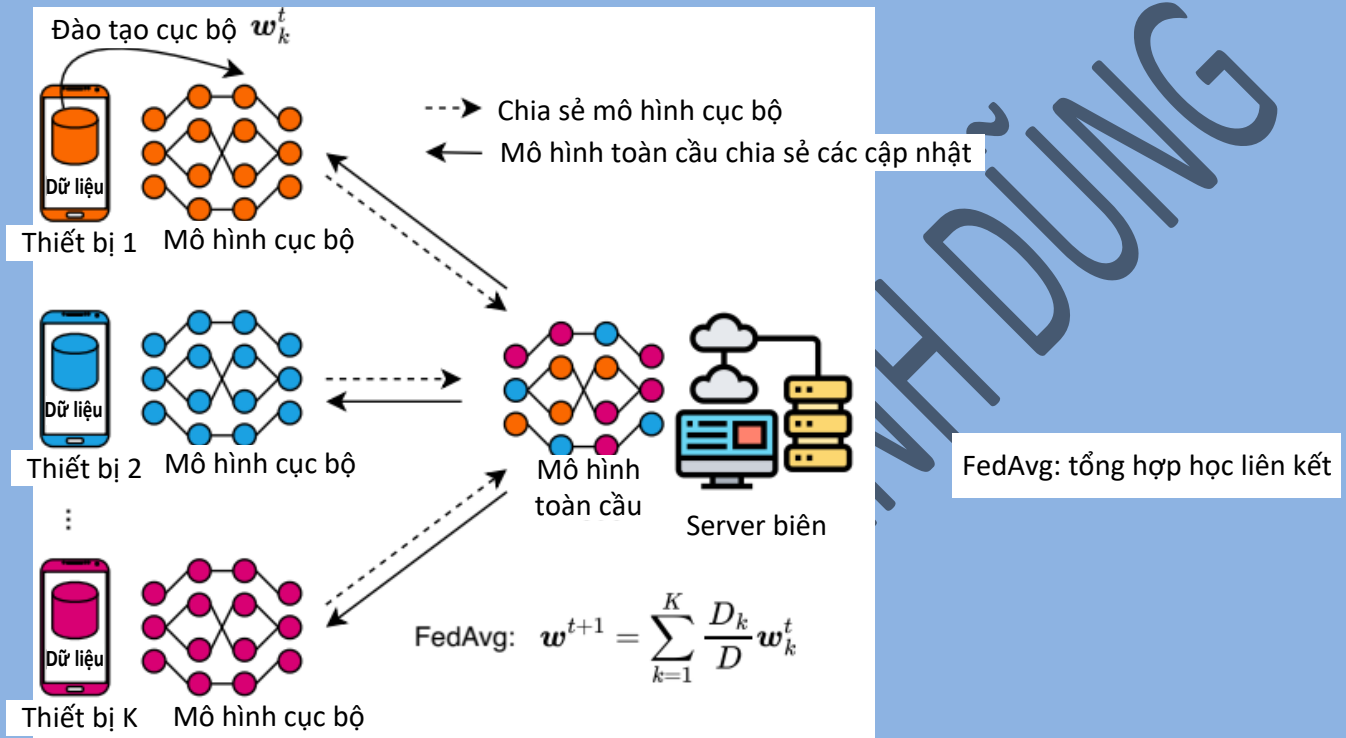 Đào tạo cục bộ $w_k^t$
Dữ liệu
Thiết bị 1 Mô hình cục bộ
Chia sẻ mô hình cục bộ
Mô hình toàn cầu chia sẻ các cập nhật
Dữ liệu
Thiết bị 2 Mô hình cục bộ
⋮
Mô hình
toàn cầu
Server biên
Dữ liệu
Thiết bị K Mô hình cục bộ
FedAvg: $w^{t+1} = \sum_{k=1}^{K} \frac{D_k}{D} w_k^t$
FedAvg: tổng hợp học liên kết
NH DŨNG